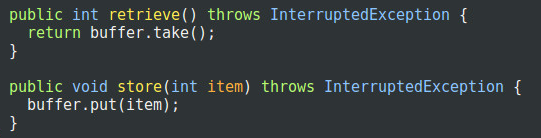 public int retrieve() throws InterruptedException {
  return buffer.take();
}

public void store(int item) throws InterruptedException {
  buffer.put(item);
}